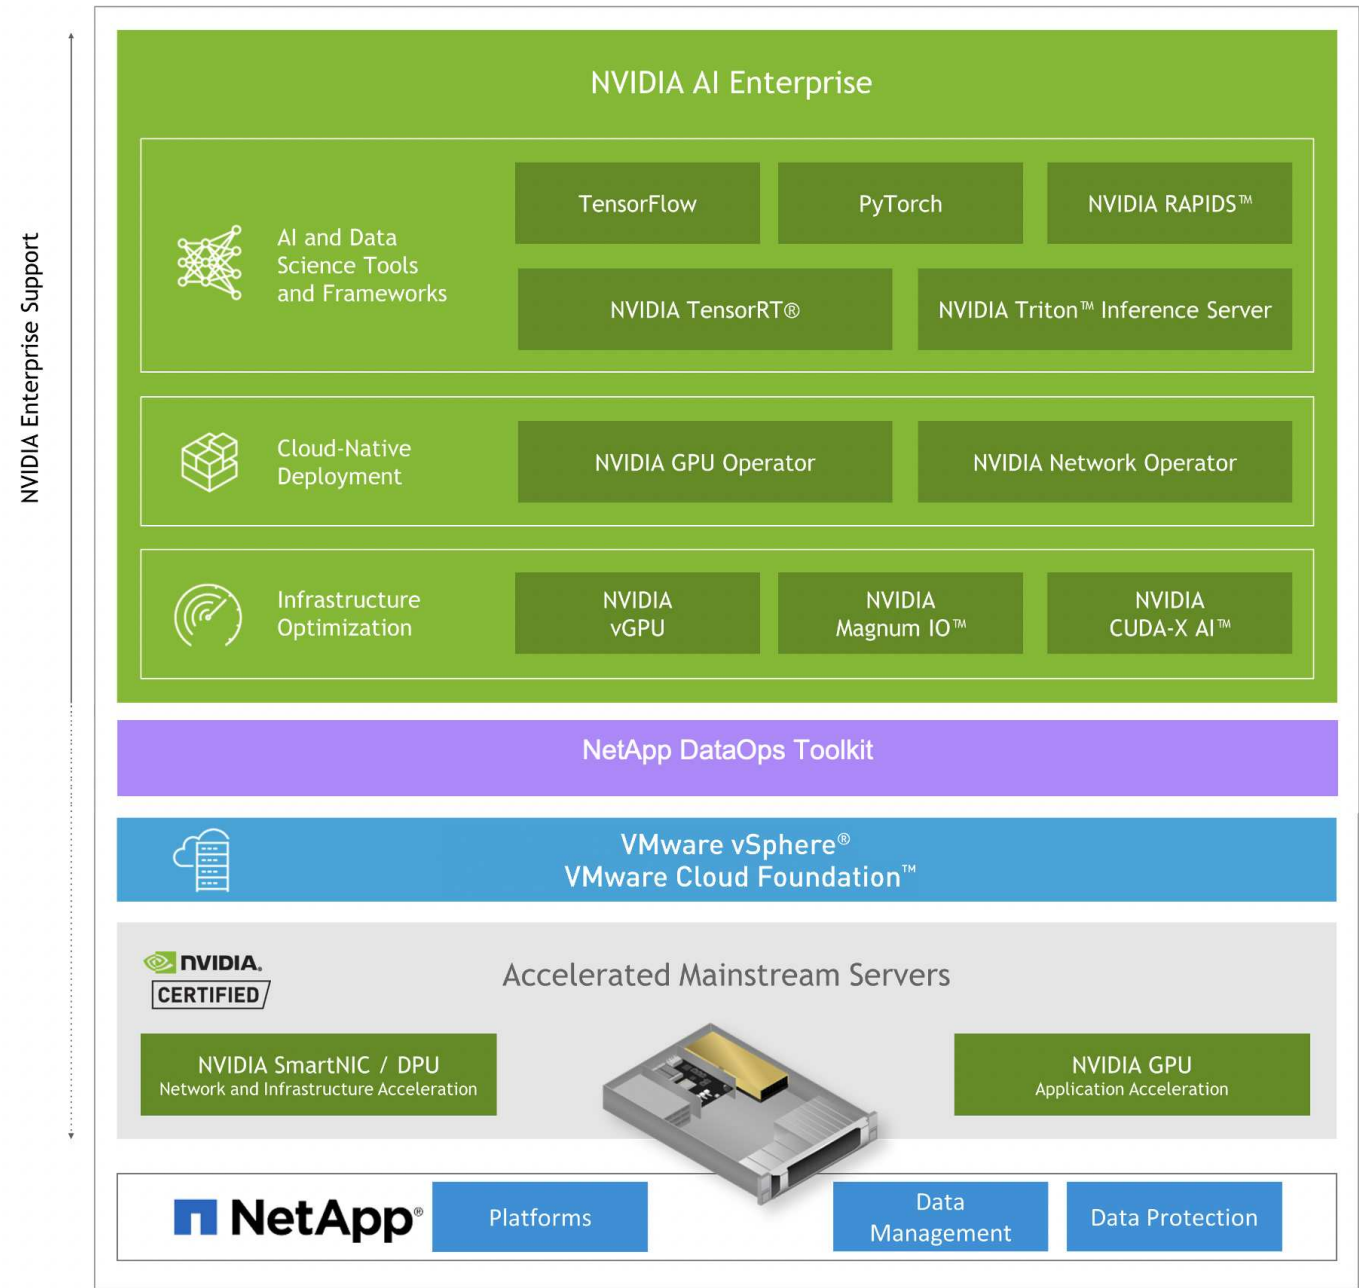 NVIDIA Enterprise Support
NVIDIA AI Enterprise
AI and Data
Science Tools
and Frameworks
TensorFlow
PyTorch
NVIDIA RAPIDS™
NVIDIA TensorRT®
NVIDIA Triton™ Inference Server
Cloud-Native
Deployment
NVIDIA GPU Operator
NVIDIA Network Operator
Infrastructure
Optimization
NVIDIA
vGPU
NVIDIA
Magnum IO™
NVIDIA
CUDA-X AI™
NetApp DataOps Toolkit
VMware vSphere®
VMware Cloud Foundation™
NVIDIA.
CERTIFIED
Accelerated Mainstream Servers
NVIDIA SmartNIC / DPU
Network and Infrastructure Acceleration
NVIDIA GPU
Application Acceleration
NetApp®
Platforms
Data
Management
Data Protection